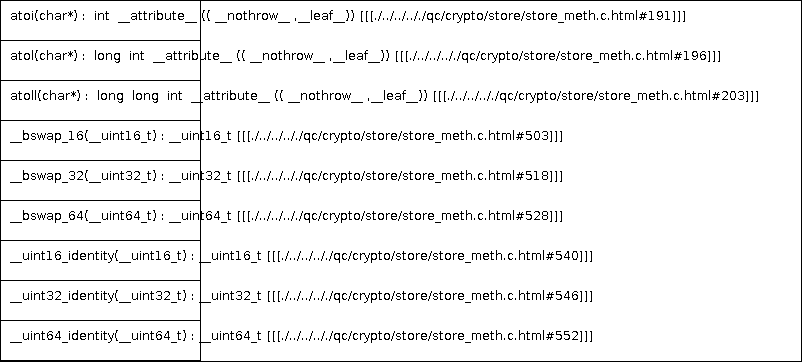 atoi(char*) : int __attribute__ (( __nothrow__ ,__leaf__)) [[[./../../../qc/crypto/store/store_meth.c.html#191]]]
atol(char*) : long int __attribute__ (( __nothrow__ ,__leaf__)) [[[./../../../qc/crypto/store/store_meth.c.html#196]]]
atoll(char*) : long long int __attribute__ (( __nothrow__ ,__leaf__)) [[[./../../../qc/crypto/store/store_meth.c.html#203]]]
__bswap_16(__uint16_t) : __uint16_t [[[./../../../qc/crypto/store/store_meth.c.html#503]]]
__bswap_32(__uint32_t) : __uint32_t [[[./../../../qc/crypto/store/store_meth.c.html#518]]]
__bswap_64(__uint64_t) : __uint64_t [[[./../../../qc/crypto/store/store_meth.c.html#528]]]
__uint16_identity(__uint16_t) : __uint16_t [[[./../../../qc/crypto/store/store_meth.c.html#540]]]
__uint32_identity(__uint32_t) : __uint32_t [[[./../../../qc/crypto/store/store_meth.c.html#546]]]
__uint64_identity(__uint64_t) : __uint64_t [[[./../../../qc/crypto/store/store_meth.c.html#552]]]